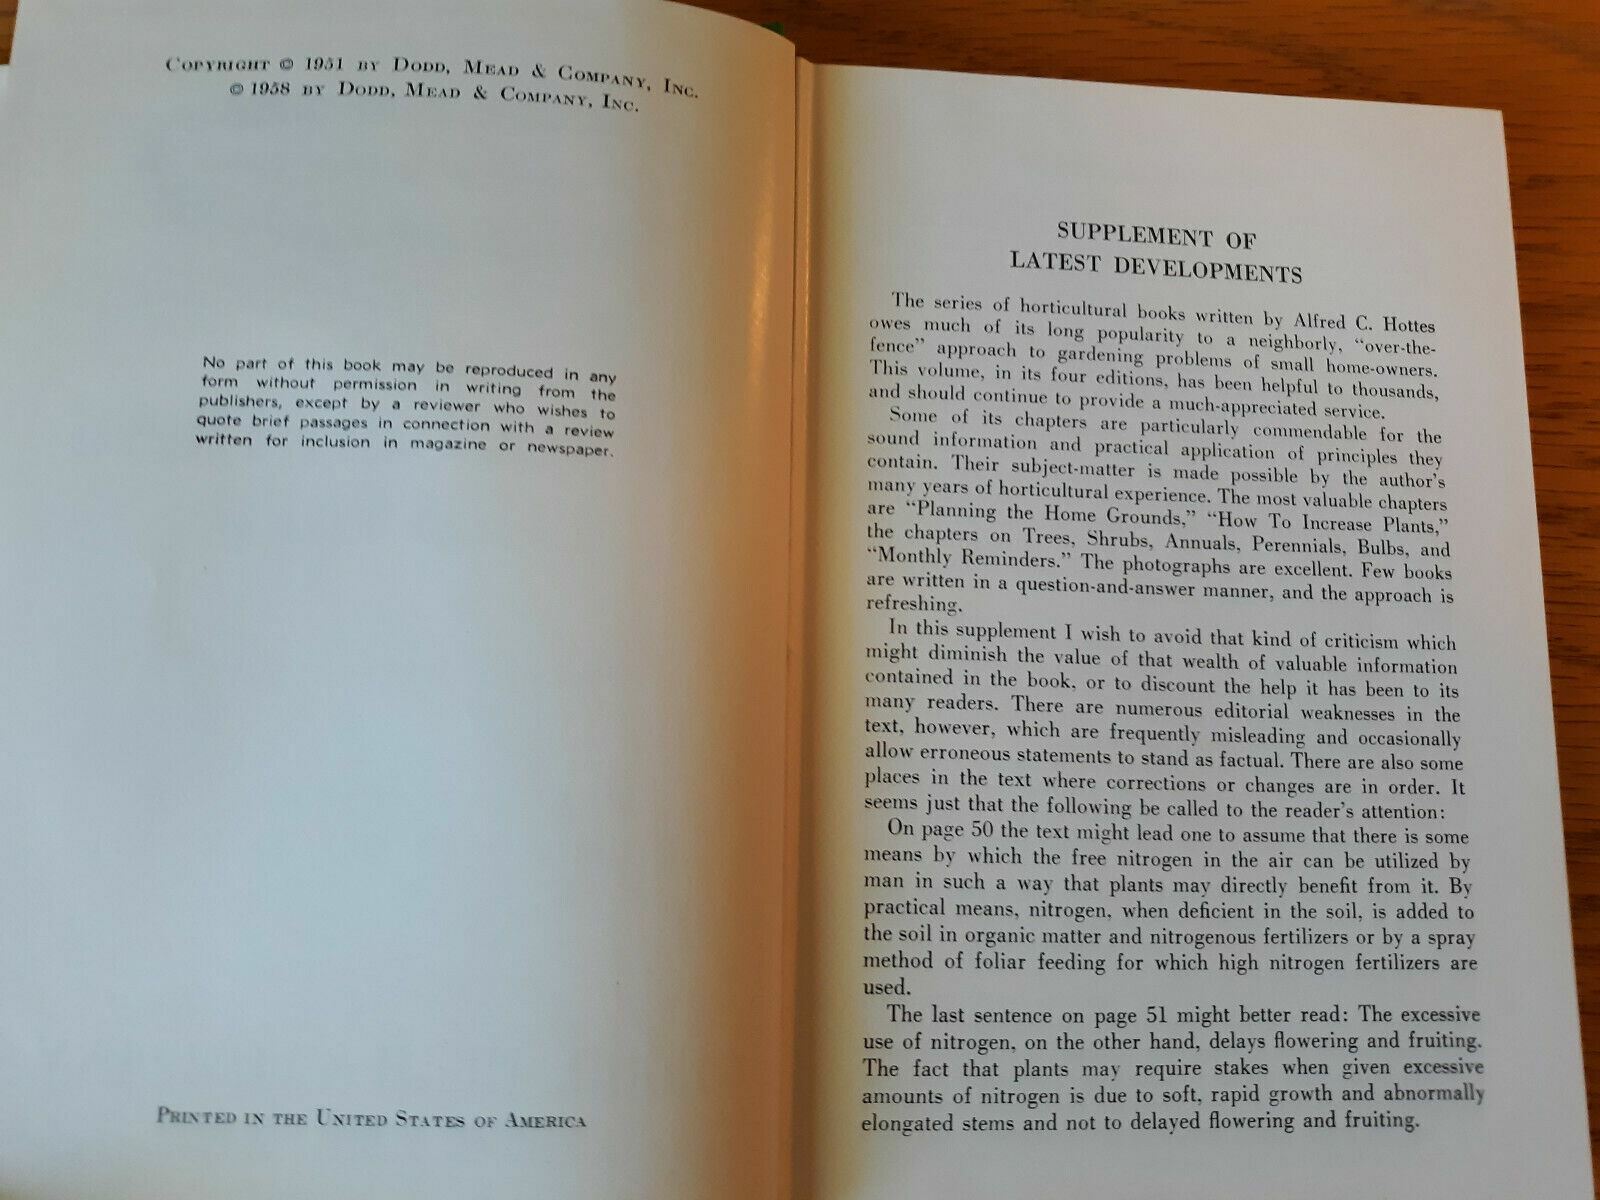 Copyright © 1951 by Dodd, Mead & Company, Inc.
© 1958 by Dodd, Mead & Company, Inc.
No part of this book may be reproduced in any
form without permission in writing from the
publishers, except by a reviewer who wishes to
quote brief passages in connection with a review
written for inclusion in magazine or newspaper.
Printed in the United States of America
SUPPLEMENT OF
LATEST DEVELOPMENTS
The series of horticultural books written by Alfred C. Hottes
owes much of its long popularity to a neighborly, “over-the-
fence” approach to gardening problems of small home-owners.
This volume, in its four editions, has been helpful to thousands,
and should continue to provide a much-appreciated service.
Some of its chapters are particularly commendable for the
sound information and practical application of principles they
contain. Their subject-matter is made possible by the author's
many years of horticultural experience. The most valuable chapters
are “Planning the Home Grounds,” “How To Increase Plants,”
the chapters on Trees, Shrubs, Annuals, Perennials, Bulbs, and
“Monthly Reminders.” The photographs are excellent. Few books
are written in a question-and-answer manner, and the approach is
refreshing.
In this supplement I wish to avoid that kind of criticism which
might diminish the value of that wealth of valuable information
contained in the book, or to discount the help it has been to its
many readers. There are numerous editorial weaknesses in the
text, however, which are frequently misleading and occasionally
allow erroneous statements to stand as factual. There are also some
places in the text where corrections or changes are in order. It
seems just that the following be called to the reader's attention:
On page 50 the text might lead one to assume that there is some
means by which the free nitrogen in the air can be utilized by
man in such a way that plants may directly benefit from it. By
practical means, nitrogen, when deficient in the soil, is added to
the soil in organic matter and nitrogenous fertilizers or by a spray
method of foliar feeding for which high nitrogen fertilizers are
used.
The last sentence on page 51 might better read: The excessive
use of nitrogen, on the other hand, delays flowering and fruiting.
The fact that plants may require stakes when given excessive
amounts of nitrogen is due to soft, rapid growth and abnormally
elongated stems and not to delayed flowering and fruiting.